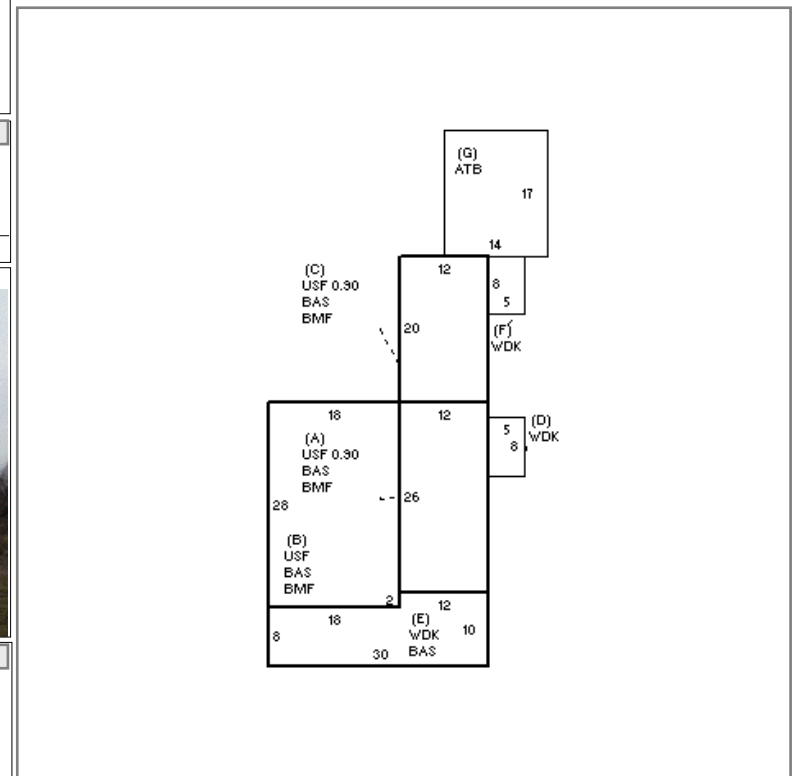 (G)
ATB
17
14
(C)
USF 0.90
BAS
BMF
12
8
5
20
(F)
WDK
18
12
(D)
5
WDK
8
(A)
USF 0.90
BAS
BMF
26
28
(B)
USF
BAS
BMF
2
12
18
(E)
10
8
WDK
30
BAS